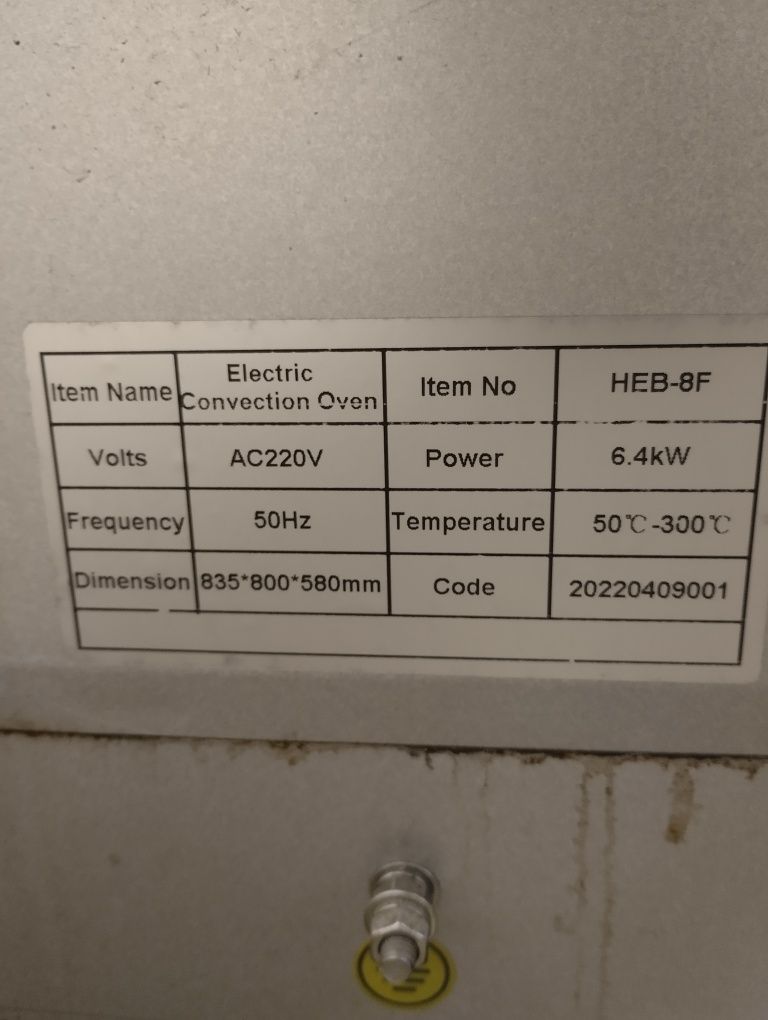 Item Name Electric Convection Oven Item No HEB-8F
Volts AC220V Power 6.4kW
Frequency 50Hz Temperature 50℃-300℃
Dimension 835*800*580mm Code 20220409001